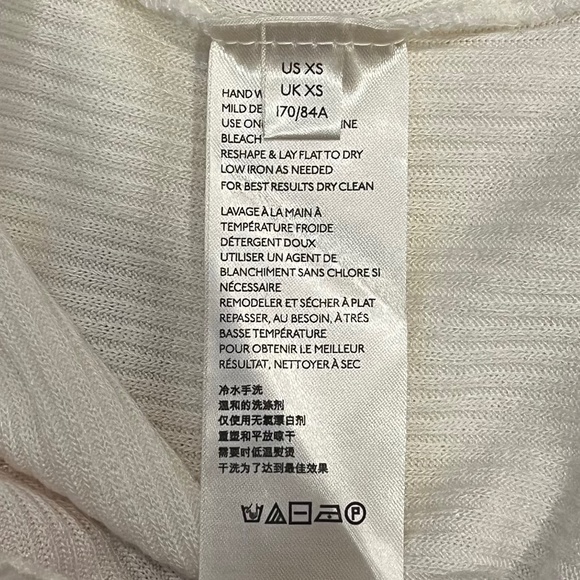 US XS
UK XS
170/84A
HAND
MILD DE
USE ON INE
BLEACH
RESHAPE & LAY FLAT TO DRY
LOW IRON AS NEEDED
FOR BEST RESULTS DRY CLEAN
LAVAGE À LA MAIN À
TEMPÉRATURE FROIDE
DÉTERGENT DOUX
UTILISER UN AGENT DE
BLANCHIMENT SANS CHLORE SI
NÉCESSAIRE
REMODELER ET SÉCHER À PLAT
REPASSER, AU BESOIN, À TRÉS
BASSE TEMPÉRATURE
POUR OBTENIR LE MEILLEUR
RÉSULTAT, NETTOYER À SEC
冷水手洗
温和的洗涤剂
仅使用无氯漂白剂
重塑和平放晾干
需要时低温熨烫
干洗为了达到最佳效果
P